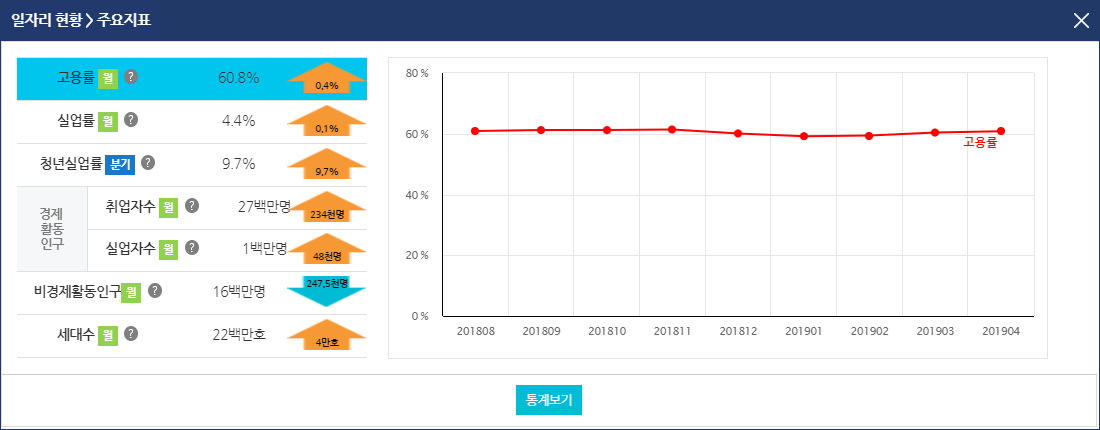 일자리 현황 > 주요지표
고용률 월 ? 60.8% 0,4%
실업률 월 ? 4.4% 0,1%
청년실업률 분기 ? 9.7% 9,7%
경제
활동
인구
취업자수 월 ? 27백만명 234천명
실업자수 월 ? 1백만명 48천명
비경제활동인구 월 ? 16백만명 247,5천명
세대수 월 ? 22백만호 4만호
80 %
60 %
40 %
20 %
0 %
고용률
201808 201809 201810 201811 201812 201901 201902 201903 201904
통계보기